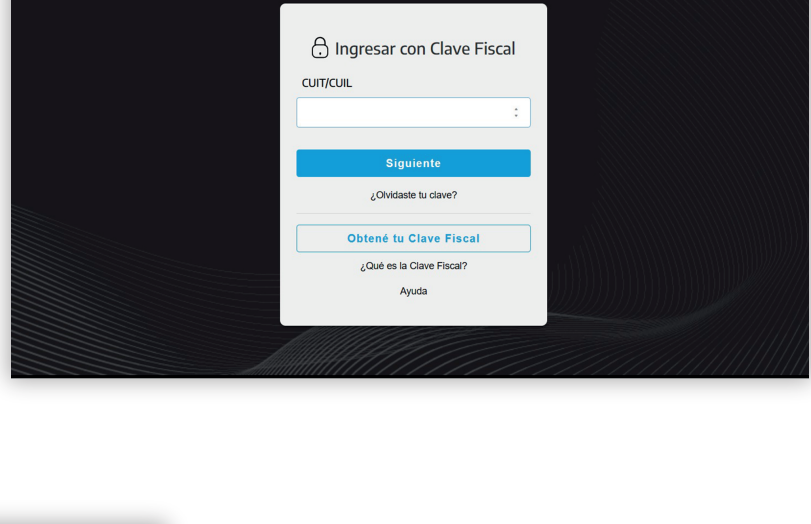 Ingresar con Clave Fiscal
CUIT/CUIL
Siguiente
¿Olvidaste tu clave?
Obtené tu Clave Fiscal
¿Qué es la Clave Fiscal?
Ayuda